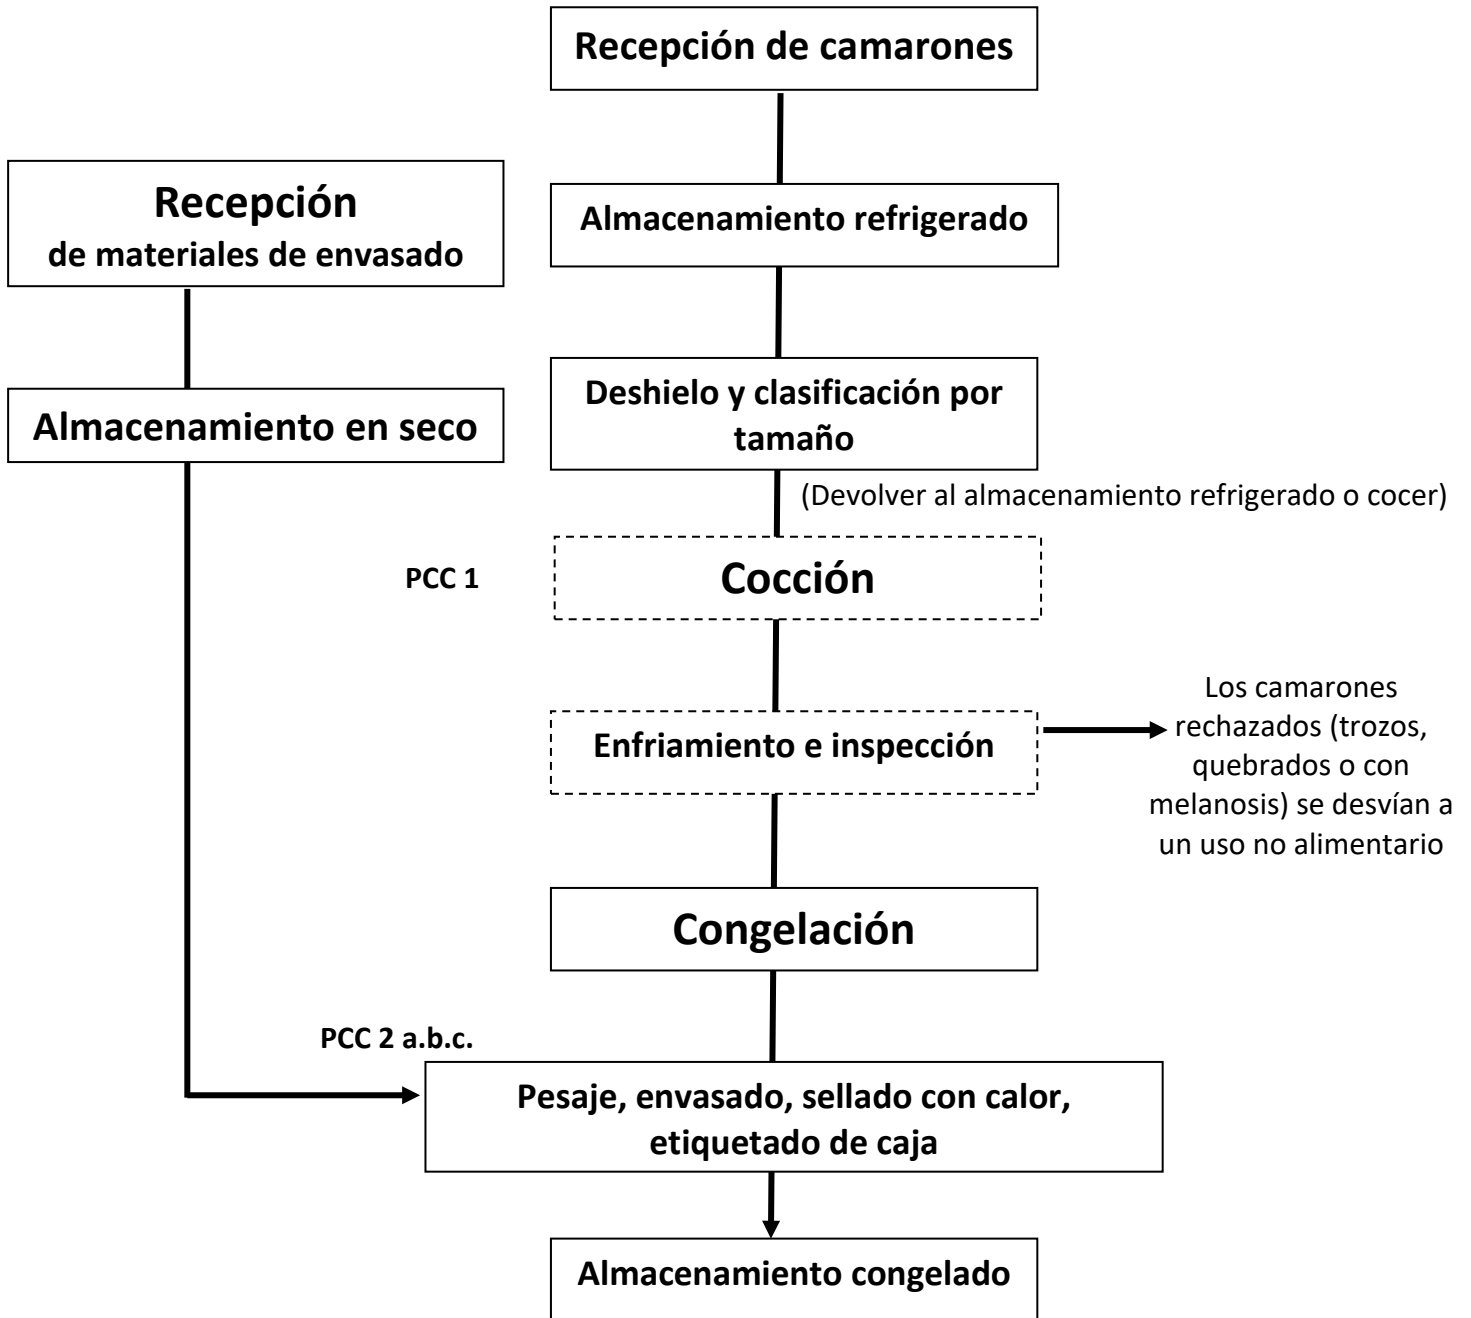 Recepción de camarones
Recepción
de materiales de envasado
Almacenamiento refrigerado
Almacenamiento en seco
Deshielo y clasificación por
tamaño
(Devolver al almacenamiento refrigerado o cocer)
PCC 1
Cocción
Enfriamiento e inspección
Los camarones
rechazados (trozos,
quebrados o con
melanosis) se desvían a
un uso no alimentario
Congelación
PCC 2 a.b.c.
Pesaje, envasado, sellado con calor,
etiquetado de caja
Almacenamiento congelado